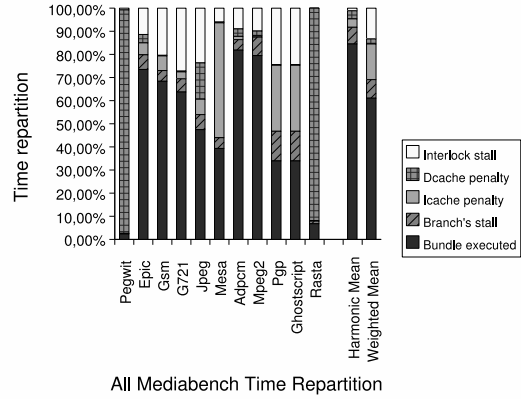 Time repartition
100,00%
90,00%
80,00%
70,00%
60,00%
50,00%
40,00%
30,00%
20,00%
10,00%
0,00%
Pegwit
Epic
Gsm
G721
Jpeg
Mesa
Adpcm
Mpeg2
Pgp
Ghostscript
Rasta
Harmonic Mean
Weighted Mean
Interlock stall
Dcache penalty
Icache penalty
Branch's stall
Bundle executed
All Mediabench Time Repartition